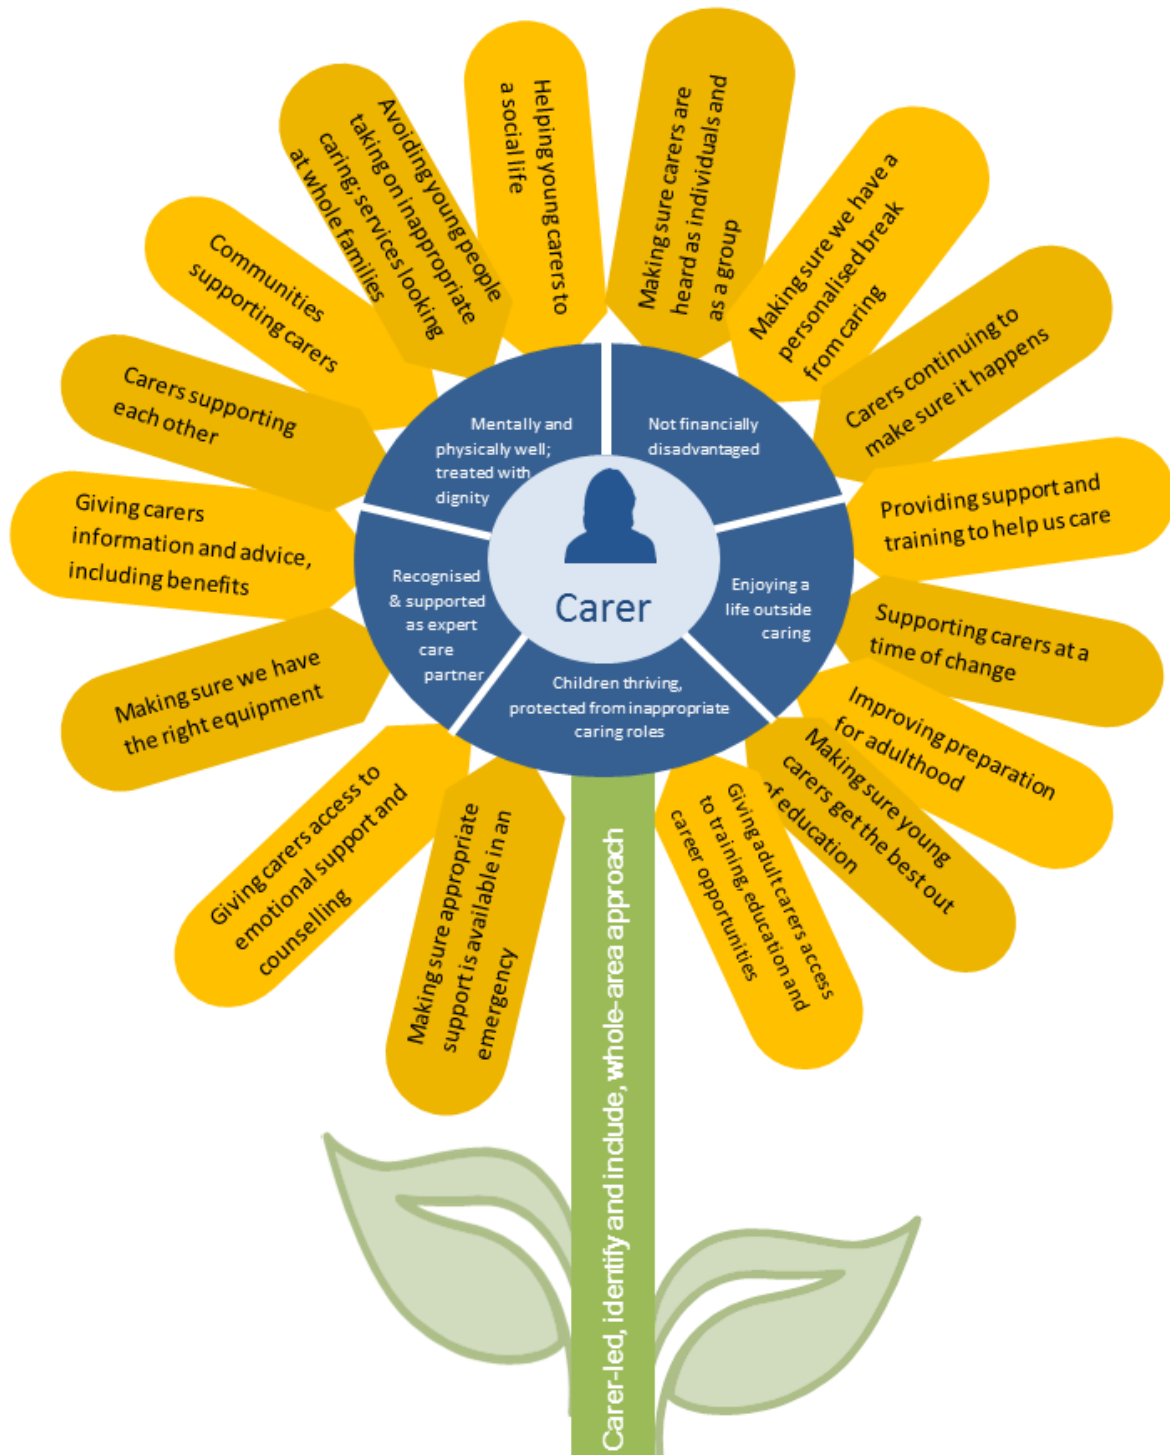 Helping young carers to
a social life
Making sure carers are
heard as individuals and
as a group
Making sure we have a
personalised break
from caring
Carers continuing to
make sure it happens
Providing support and
training to help us care
Supporting carers at a
time of change
Improving preparation
for adulthood
Making sure young
carers get the best out
of education
Giving adult carers access
to training, education and
career opportunities
Making sure appropriate
support is available in an
emergency
Giving carers access to
emotional support and
counselling
Making sure we have
the right equipment
Giving carers
information and advice,
including benefits
Carers supporting
each other
Communities
supporting carers
Avoiding young people
taking on inappropriate
caring; services looking
at whole families
Mentally and
physically well;
treated with
dignity
Not financially
disadvantaged
Enjoying a
life outside
caring
Children thriving,
protected from inappropriate
caring roles
Recognised
& supported
as expert
care
partner
Carer
Carer-led, identify and include, whole-area approach